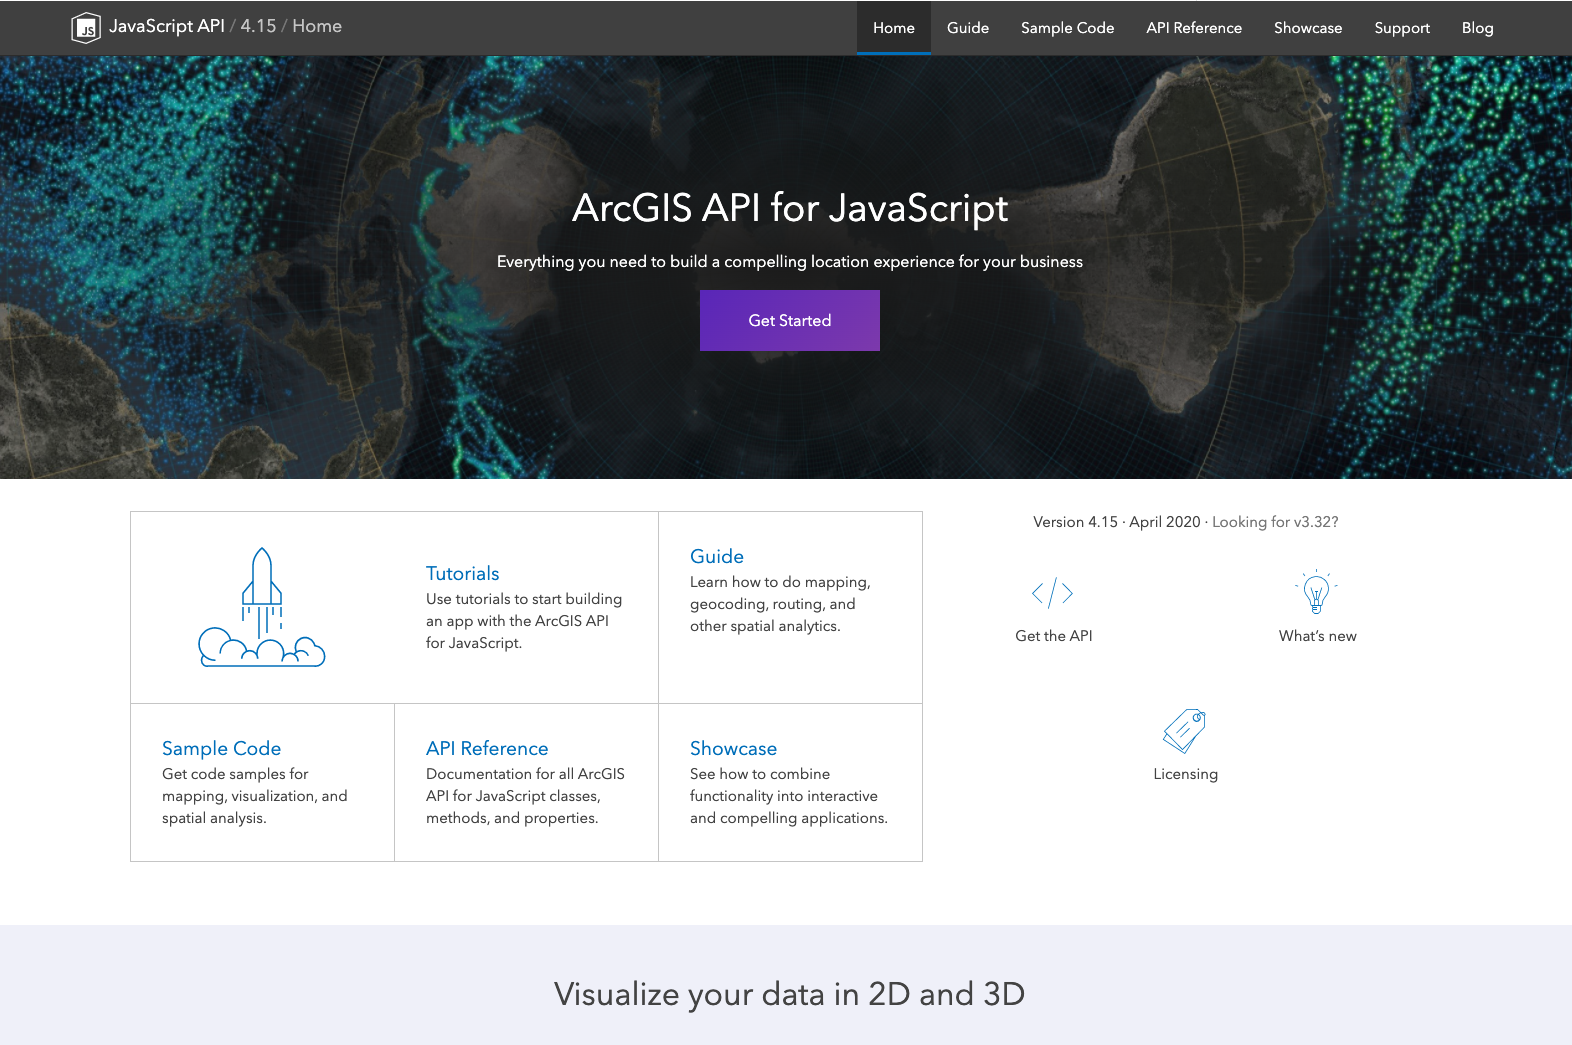 JS JavaScript API / 4.15 / Home
Home Guide Sample Code API Reference Showcase Support Blog
ArcGIS API for JavaScript
Everything you need to build a compelling location experience for your business
Get Started
Tutorials
Use tutorials to start building
an app with the ArcGIS API
for JavaScript.
Guide
Learn how to do mapping,
geocoding, routing, and
other spatial analytics.
Sample Code
Get code samples for
mapping, visualization, and
spatial analysis.
API Reference
Documentation for all ArcGIS
API for JavaScript classes,
methods, and properties.
Showcase
See how to combine
functionality into interactive
and compelling applications.
Version 4.15 · April 2020 · Looking for v3.32?
Get the API
What's new
Licensing
Visualize your data in 2D and 3D